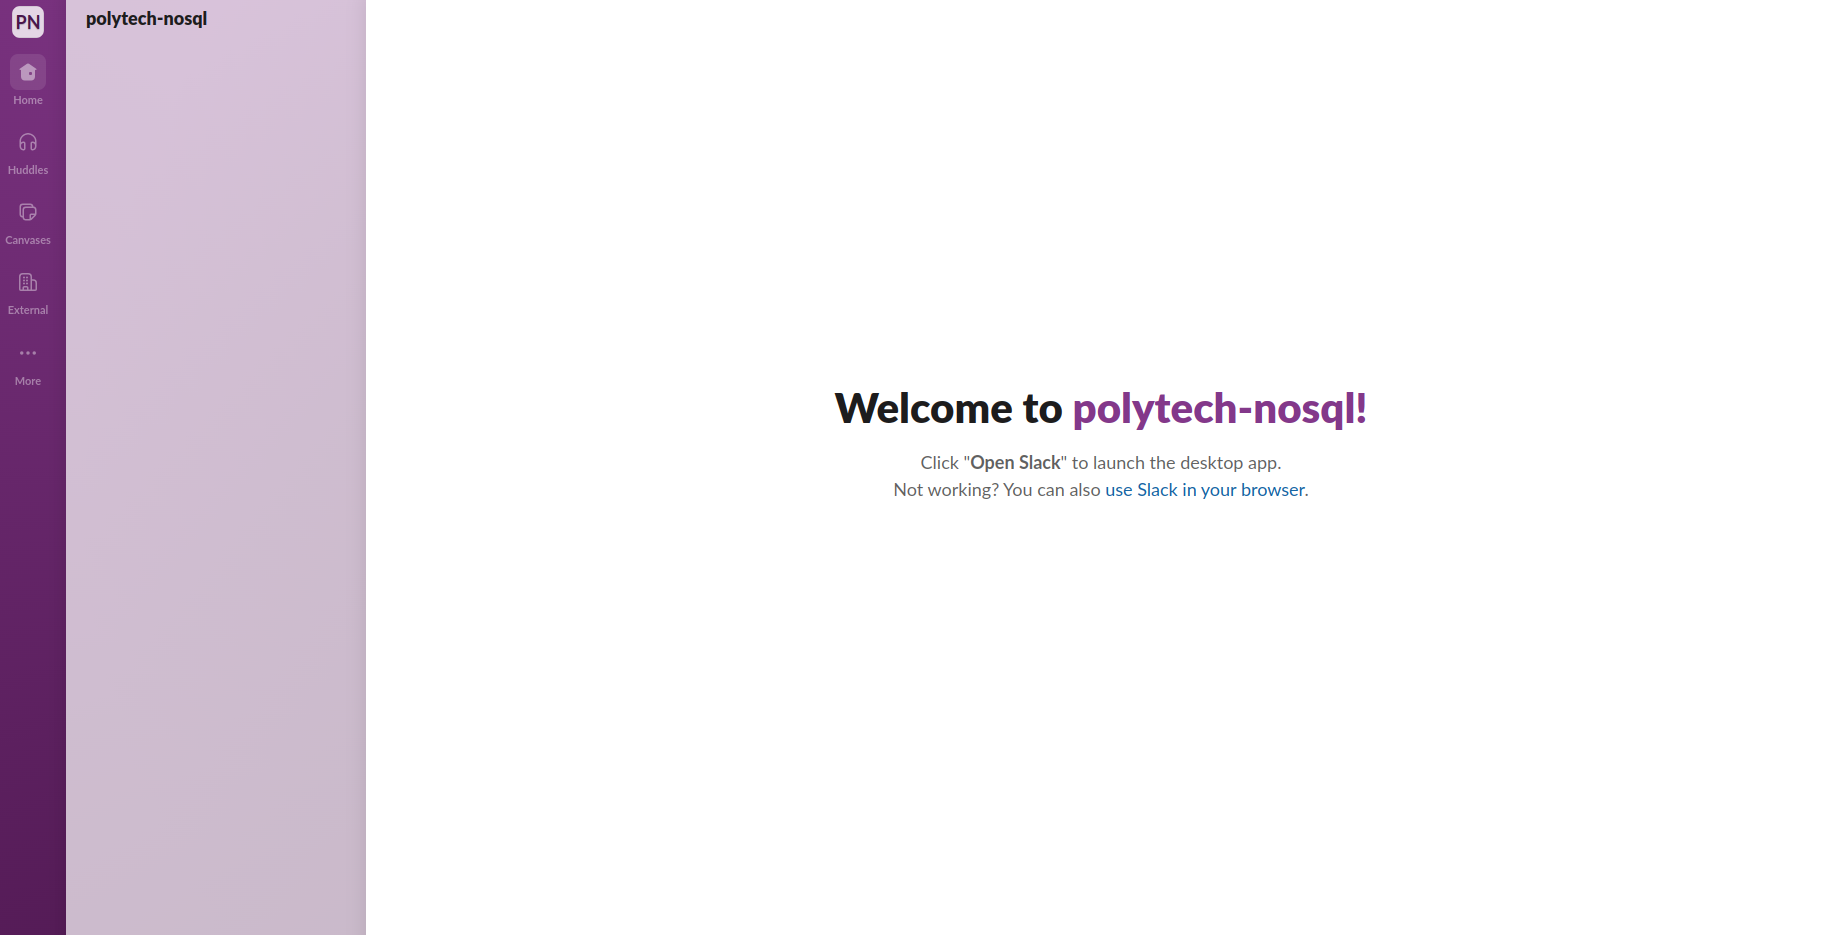 PN
Home
Huddles
Canvases
External
More
polytech-nosql
Welcome to polytech-nosql!
Click "Open Slack" to launch the desktop app.
Not working? You can also use Slack in your browser.